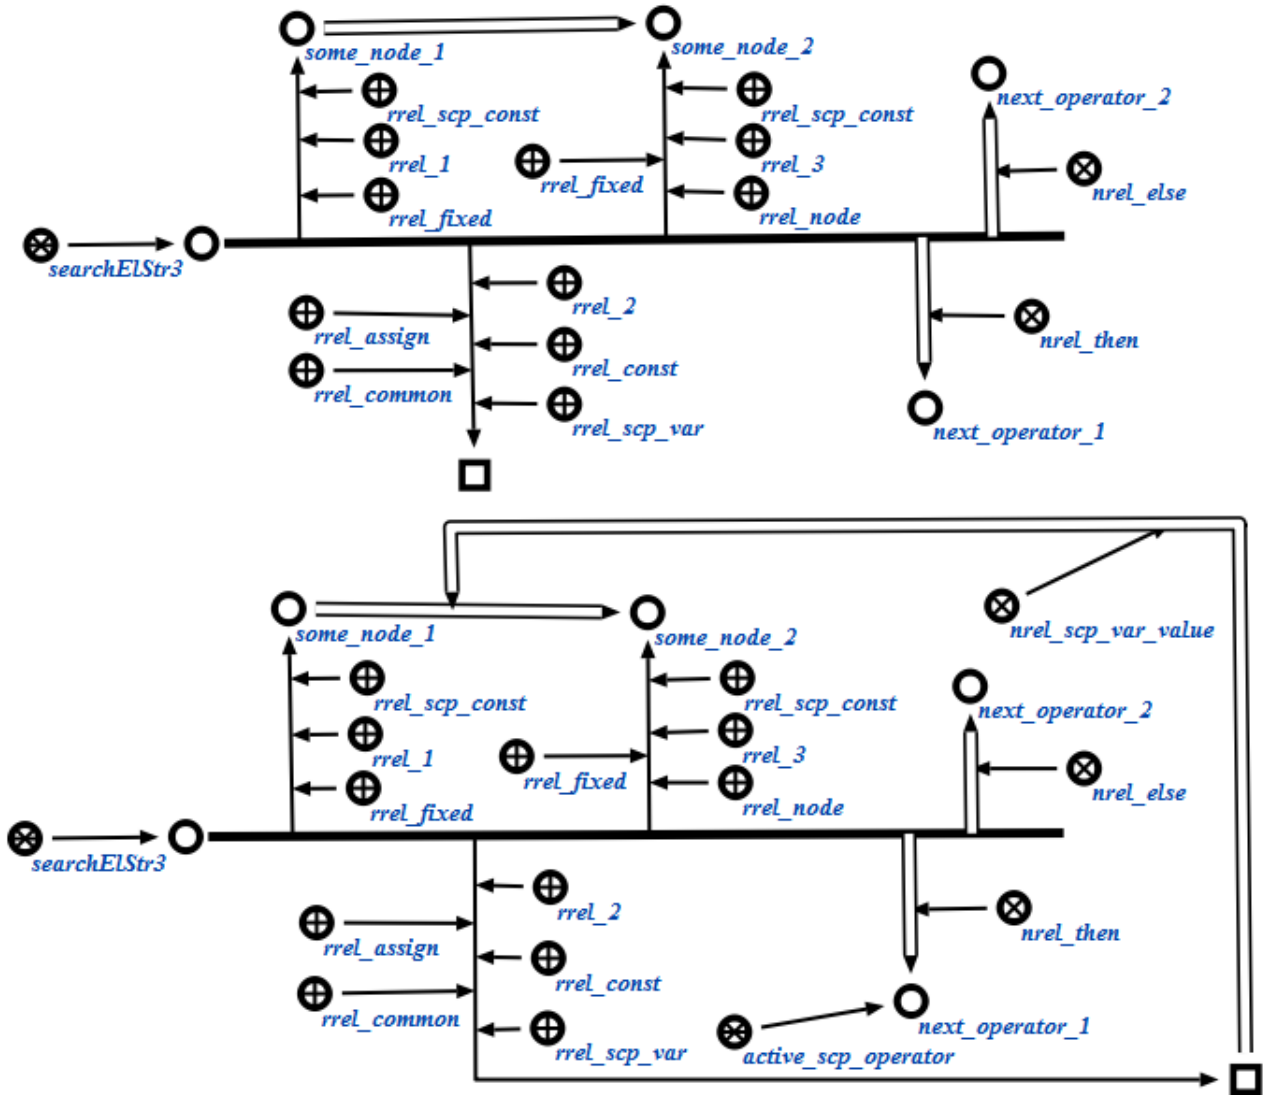 some_node_1
some_node_2
rrel_scp_const
rrel_scp_const
next_operator_2
rrel_1
rrel_3
rrel_fixed
nrel_else
rrel_fixed
rrel_node
searchElStr3
rrel_2
rrel_assign
nrel_then
rrel_const
rrel_common
rrel_scp_var
next_operator_1
some_node_1
some_node_2
nrel_scp_var_value
rrel_scp_const
rrel_scp_const
next_operator_2
rrel_1
rrel_3
rrel_fixed
nrel_else
rrel_fixed
rrel_node
searchElStr3
rrel_2
nrel_then
rrel_assign
rrel_const
rrel_common
next_operator_1
rrel_scp_var
active_scp_operator